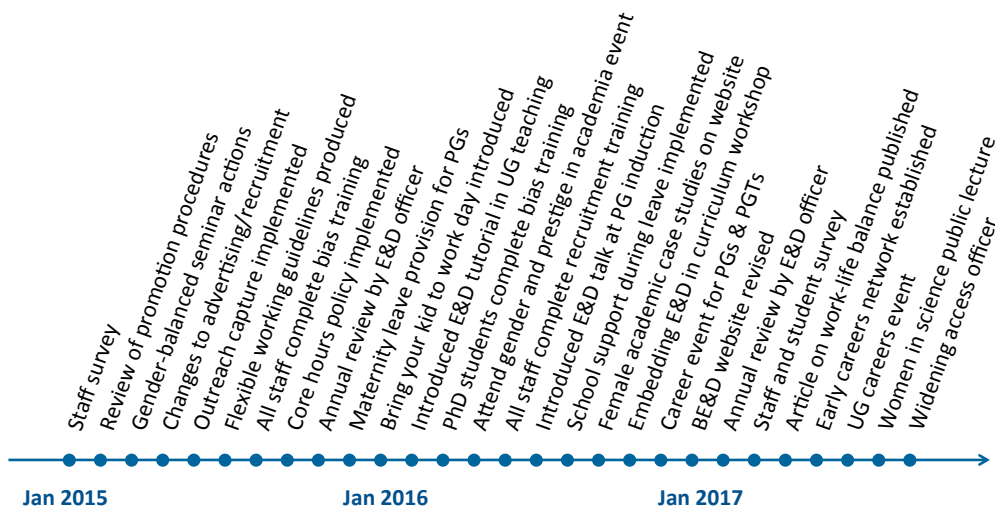 Staff survey
Review of promotion procedures
Gender-balanced seminar actions
Changes to advertising/recruitment
Outreach capture implemented
Flexible working guidelines produced
All staff complete bias training
Core hours policy implemented
Annual review by E&D officer
Maternity leave provision for PGs
Bring your kid to work day introduced
Introduced E&D tutorial in UG teaching
PhD students complete bias training
Attend gender and prestige in academia event
All staff complete recruitment training
Introduced E&D talk at PG induction
School support during leave implemented
Female academic case studies on website
Embedding E&D in curriculum workshop
Career event for PGs & PGTs
BE&D website revised
Annual review by E&D officer
Staff and student survey
Article on work-life balance published
Early careers network established
UG careers event
Women in science public lecture
Widening access officer
Jan 2015
Jan 2016
Jan 2017